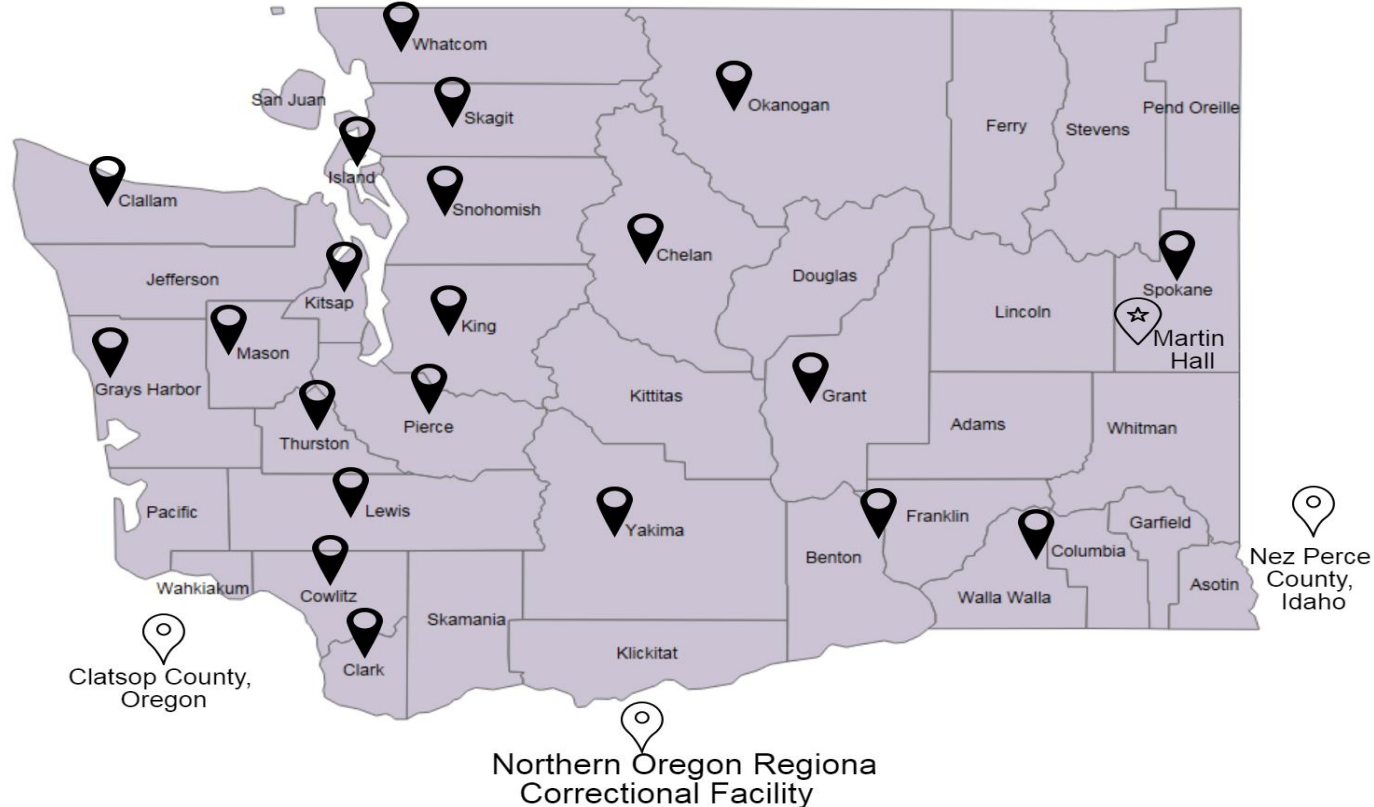 Whatcom
San Juan
Skagit
Okanogan
Ferry
Stevens
Pend Oreille
Island
Clallam
Snohomish
Chelan
Jefferson
Kitsap
Douglas
Spokane
Lincoln
King
Mason
Martin
Hall
Grays Harbor
Kittitas
Grant
Pierce
Thurston
Adams
Whitman
Pacific
Lewis
Yakima
Franklin
Garfield
Benton
Columbia
Nez Perce
County,
Idaho
Wahkiakum
Cowlitz
Walla Walla
Asotin
Skamania
Klickitat
Clark
Clatsop County,
Oregon
Northern Oregon Regiona
Correctional Facility